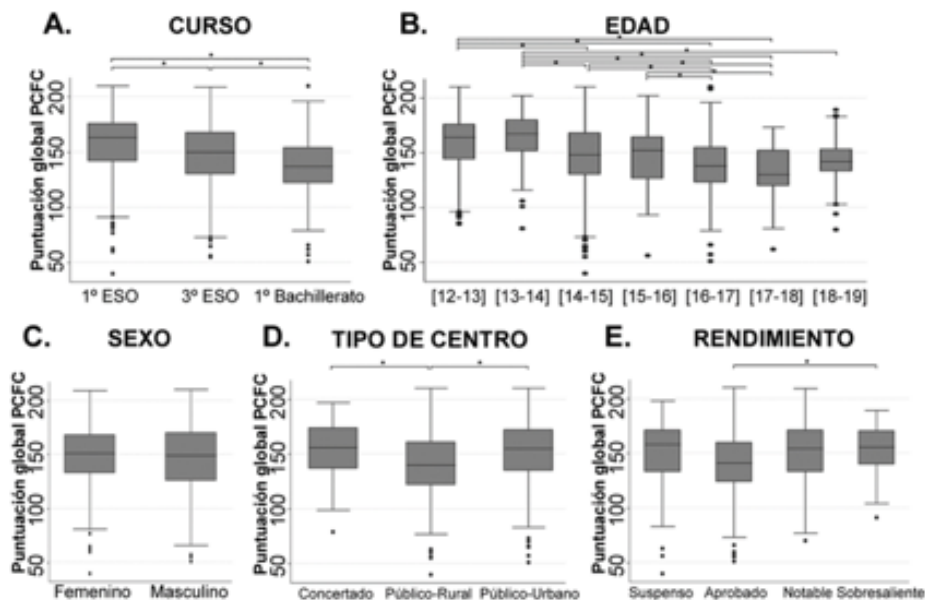 A. CURSO
Puntuación global PCFC
200
150
100
50
1º ESO 3º ESO 1º Bachillerato
B. EDAD
Puntuación global PCFC
200
150
100
50
[12-13] [13-14] [14-15] [15-16] [16-17] [17-18] [18-19]
C. SEXO
Puntuación global PCFC
200
150
100
50
Femenino Masculino
D. TIPO DE CENTRO
Puntuación global PCFC
200
150
100
50
Concertado Público-Rural Público-Urbano
E. RENDIMIENTO
Puntuación global PCFC
200
150
100
50
Suspenso Aprobado Notable Sobresaliente